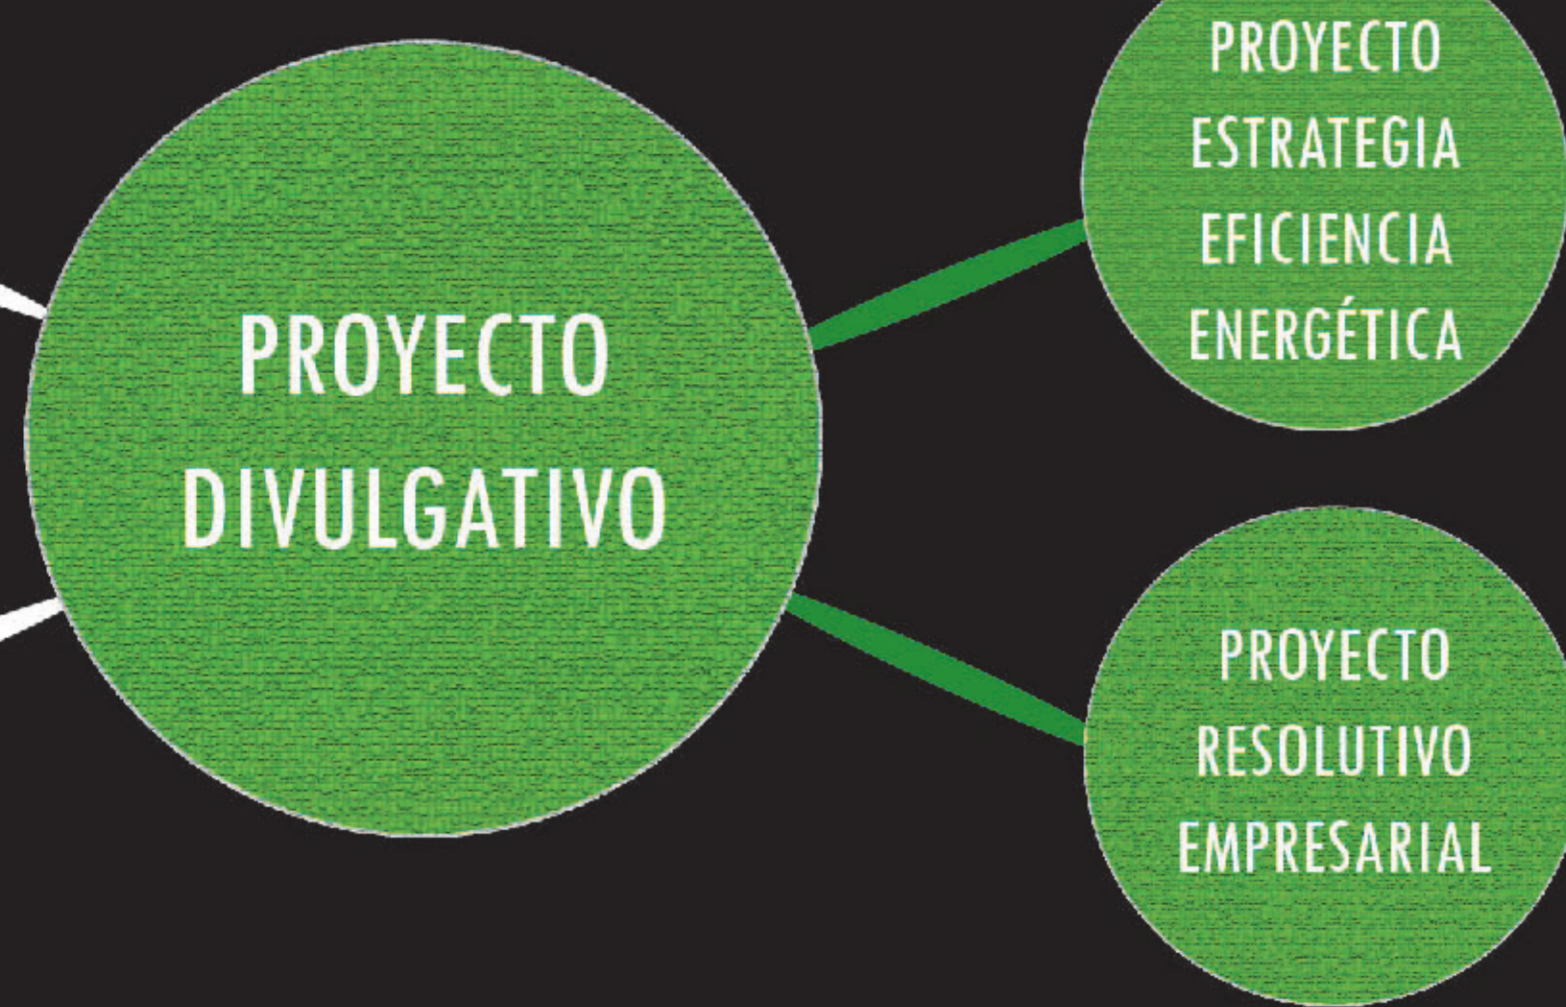 PROYECTO
DIVULGATIVO
PROYECTO
ESTRATEGIA
EFICIENCIA
ENERGÉTICA
PROYECTO
RESOLUTIVO
EMPRESARIAL